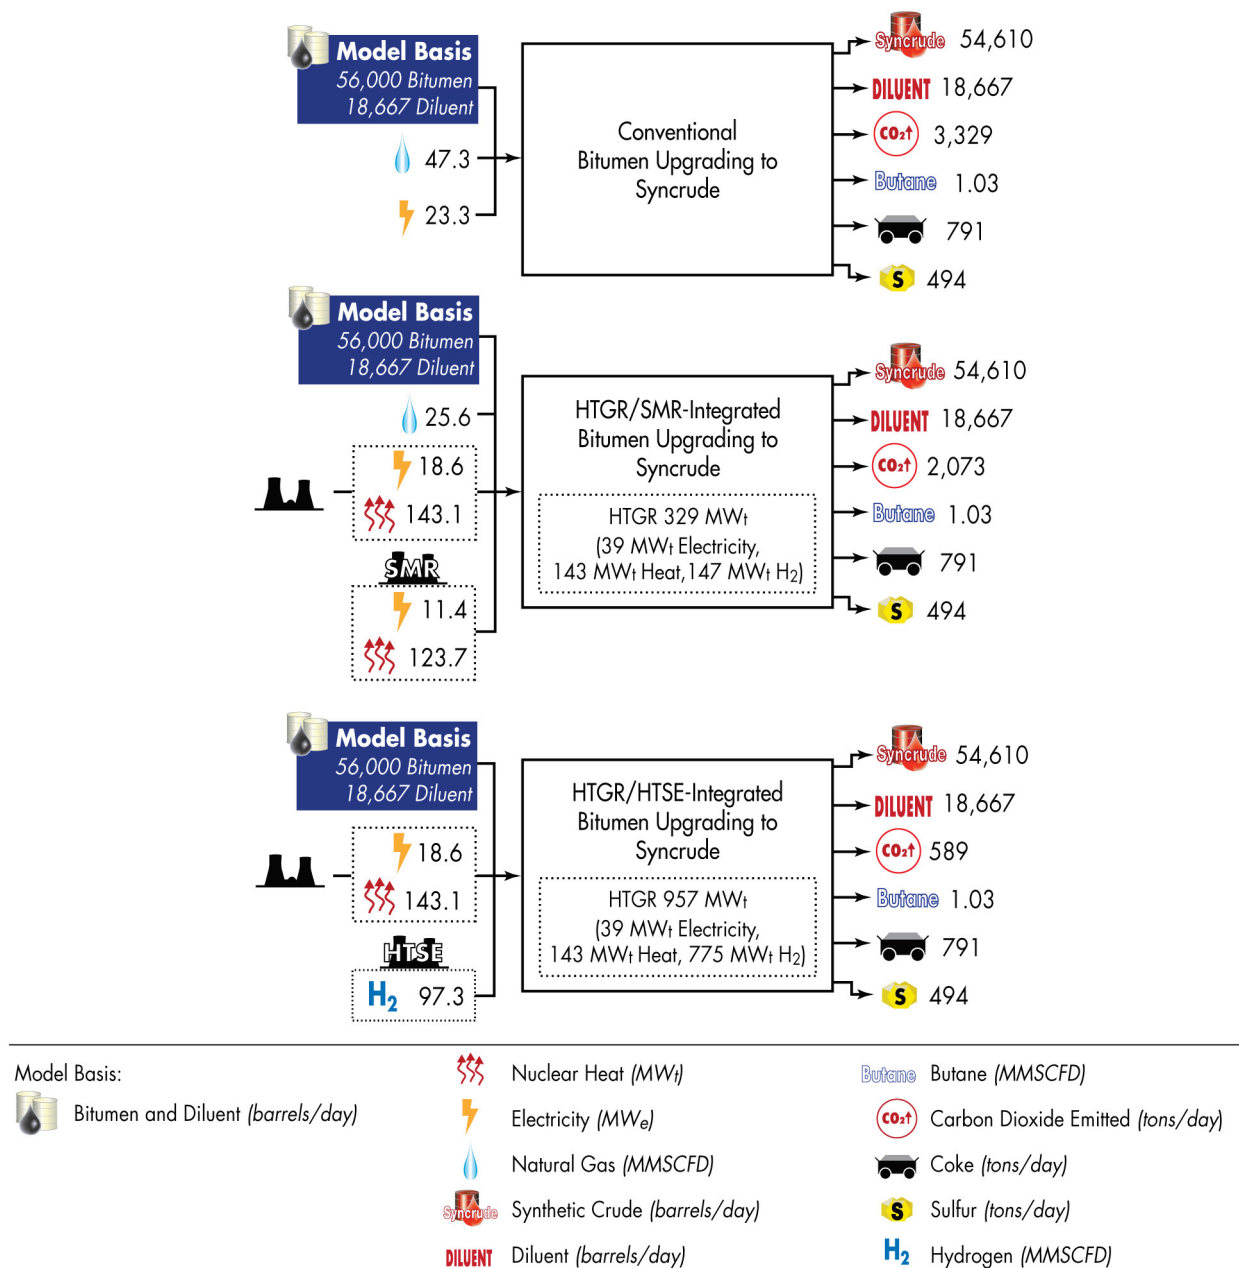 Model Basis
56,000 Bitumen
18,667 Diluent
47.3
23.3
Conventional
Bitumen Upgrading to
Syncrude
Syncrude 54,610
DILUENT 18,667
CO2↑ 3,329
Butane 1.03
791
S 494
Model Basis
56,000 Bitumen
18,667 Diluent
25.6
18.6
143.1
SMR
11.4
123.7
HTGR/SMR-Integrated
Bitumen Upgrading to
Syncrude
HTGR 329 MWt
(39 MWt Electricity,
143 MWt Heat, 147 MWt H2)
Syncrude 54,610
DILUENT 18,667
CO2↑ 2,073
Butane 1.03
791
S 494
Model Basis
56,000 Bitumen
18,667 Diluent
18.6
143.1
HTSE
H2 97.3
HTGR/HTSE-Integrated
Bitumen Upgrading to
Syncrude
HTGR 957 MWt
(39 MWt Electricity,
143 MWt Heat, 775 MWt H2)
Syncrude 54,610
DILUENT 18,667
CO2↑ 589
Butane 1.03
791
S 494
Model Basis:
Bitumen and Diluent (barrels/day)
Nuclear Heat (MWt)
Electricity (MWe)
Natural Gas (MMSCFD)
Syncrude Synthetic Crude (barrels/day)
DILUENT Diluent (barrels/day)
Butane Butane (MMSCFD)
CO2↑ Carbon Dioxide Emitted (tons/day)
Coke (tons/day)
S Sulfur (tons/day)
H2 Hydrogen (MMSCFD)